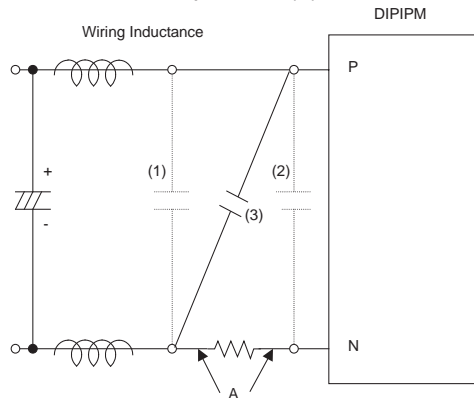 DIPIPM
Wiring Inductance
P
+
-
(1)
(2)
(3)
N
A